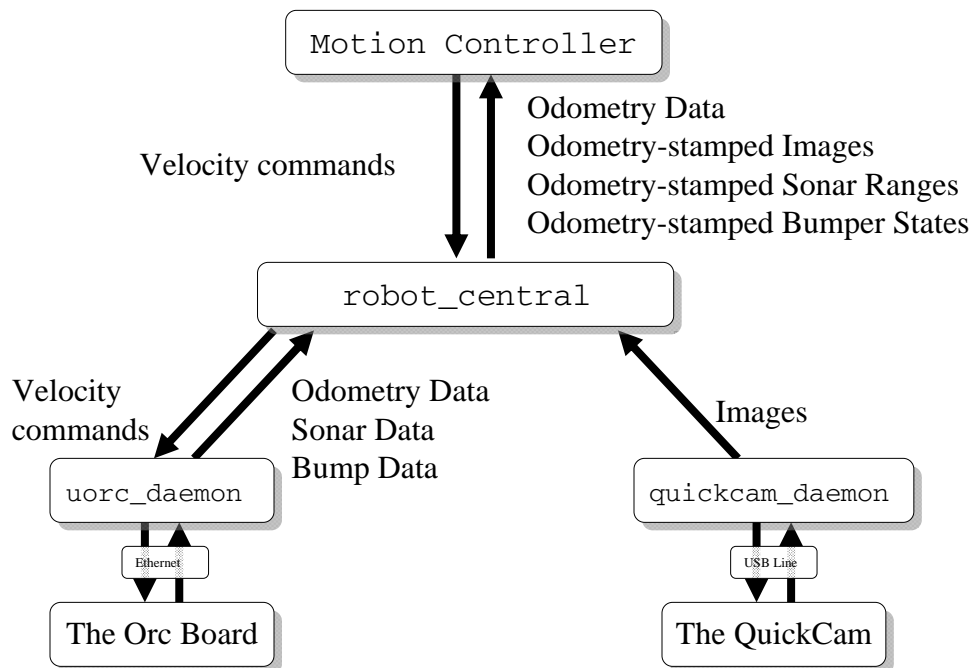 Motion Controller
Velocity commands
Odometry Data
Odometry-stamped Images
Odometry-stamped Sonar Ranges
Odometry-stamped Bumper States
robot_central
Velocity
commands
Odometry Data
Sonar Data
Bump Data
Images
uorc_daemon
quickcam_daemon
Ethernet
USB Line
The Orc Board
The QuickCam